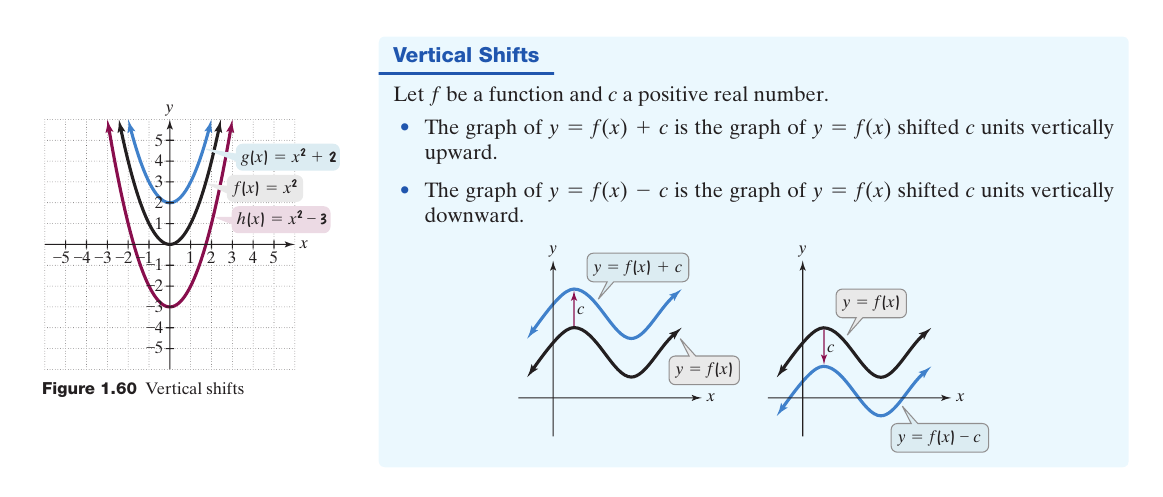 y
5
4
3
2
1
-5 -4 -3 -2 -1
1 2 3 4 5
x
-1
-2
-3
-4
-5
g(x) = x² + 2
f(x) = x²
h(x) = x² – 3
Figure 1.60 Vertical shifts
Vertical Shifts
Let f be a function and c a positive real number.
• The graph of y = f(x) + c is the graph of y = f(x) shifted c units vertically
upward.
• The graph of y = f(x) − c is the graph of y = f(x) shifted c units vertically
downward.
y
y = f(x) + c
c
y = f(x)
x
y
y = f(x)
c
x
y = f(x) – c